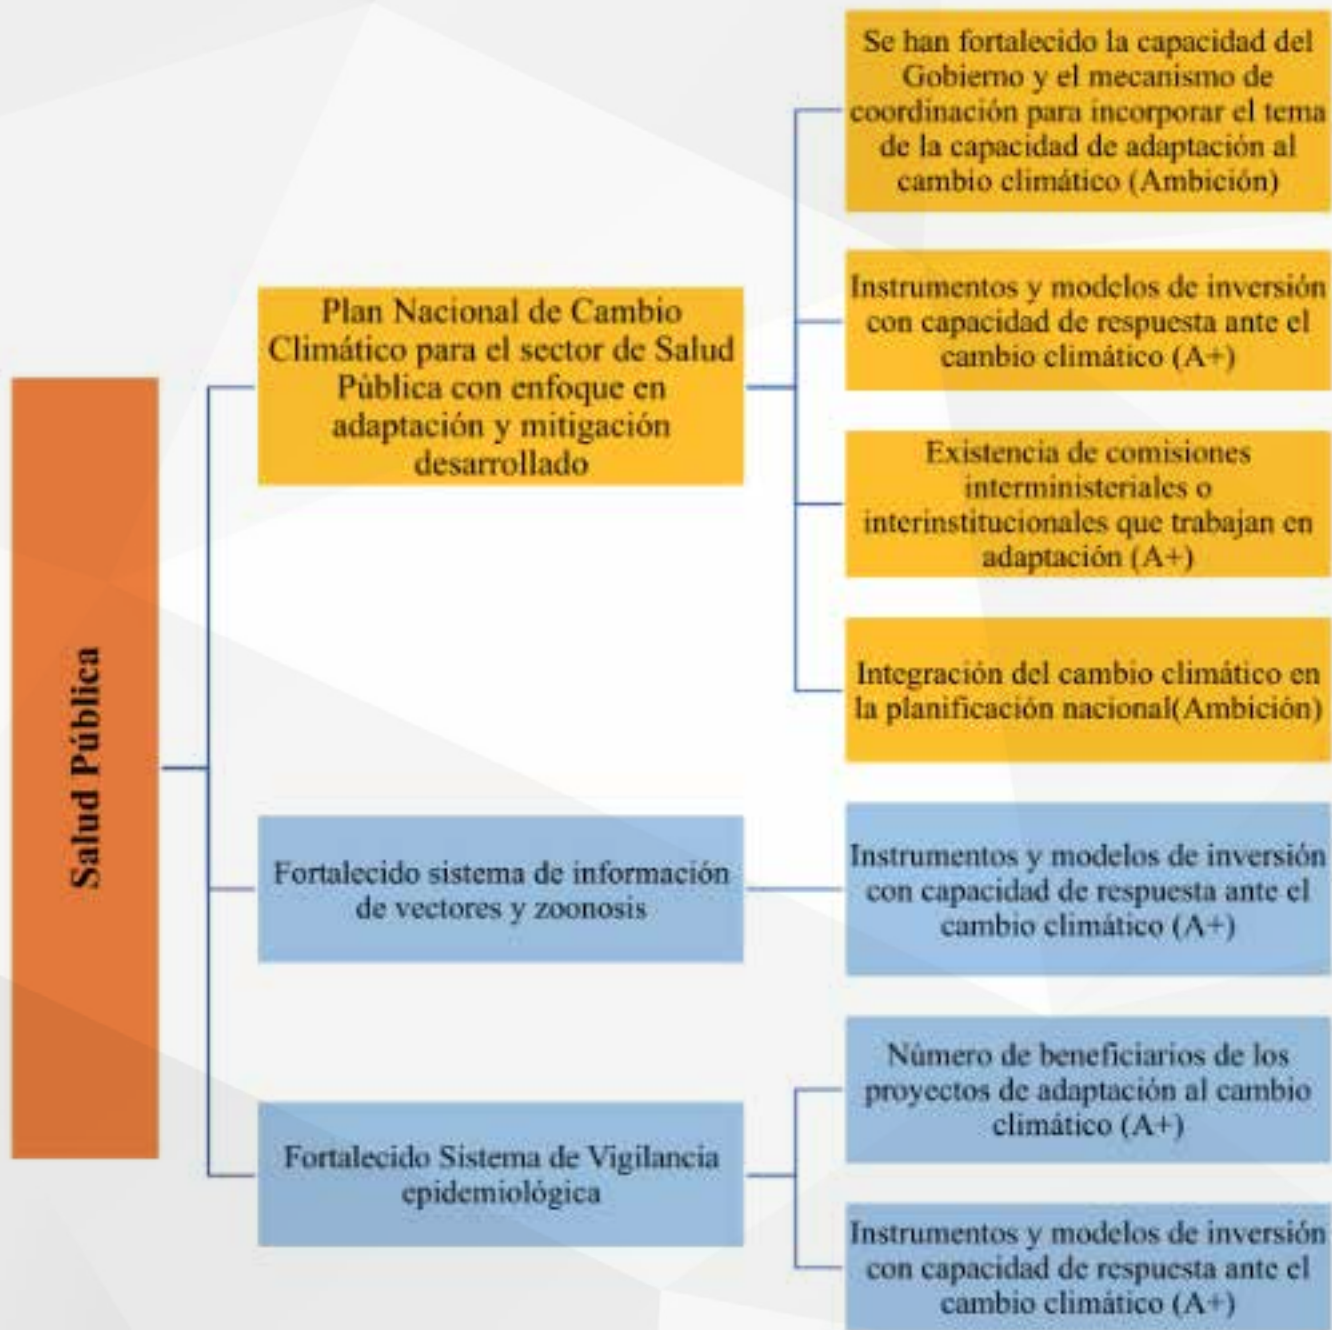 Salud Pública
Plan Nacional de Cambio
Climático para el sector de Salud
Pública con enfoque en
adaptación y mitigación
desarrollado
Se han fortalecido la capacidad del
Gobierno y el mecanismo de
coordinación para incorporar el tema
de la capacidad de adaptación al
cambio climático (Ambición)
Instrumentos y modelos de inversión
con capacidad de respuesta ante el
cambio climático (A+)
Existencia de comisiones
interministeriales o
interinstitucionales que trabajan en
adaptación (A+)
Integración del cambio climático en
la planificación nacional(Ambición)
Fortalecido sistema de información
de vectores y zoonosis
Instrumentos y modelos de inversión
con capacidad de respuesta ante el
cambio climático (A+)
Fortalecido Sistema de Vigilancia
epidemiológica
Número de beneficiarios de los
proyectos de adaptación al cambio
climático (A+)
Instrumentos y modelos de inversión
con capacidad de respuesta ante el
cambio climático (A+)